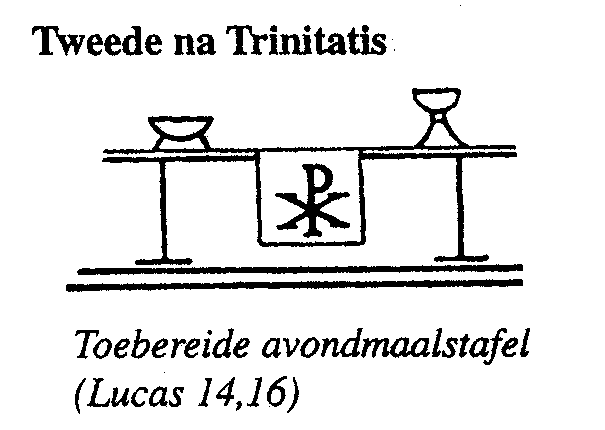 Tweede na Trinitatis
Toebereide avondmaalstafel
(Lucas 14,16)